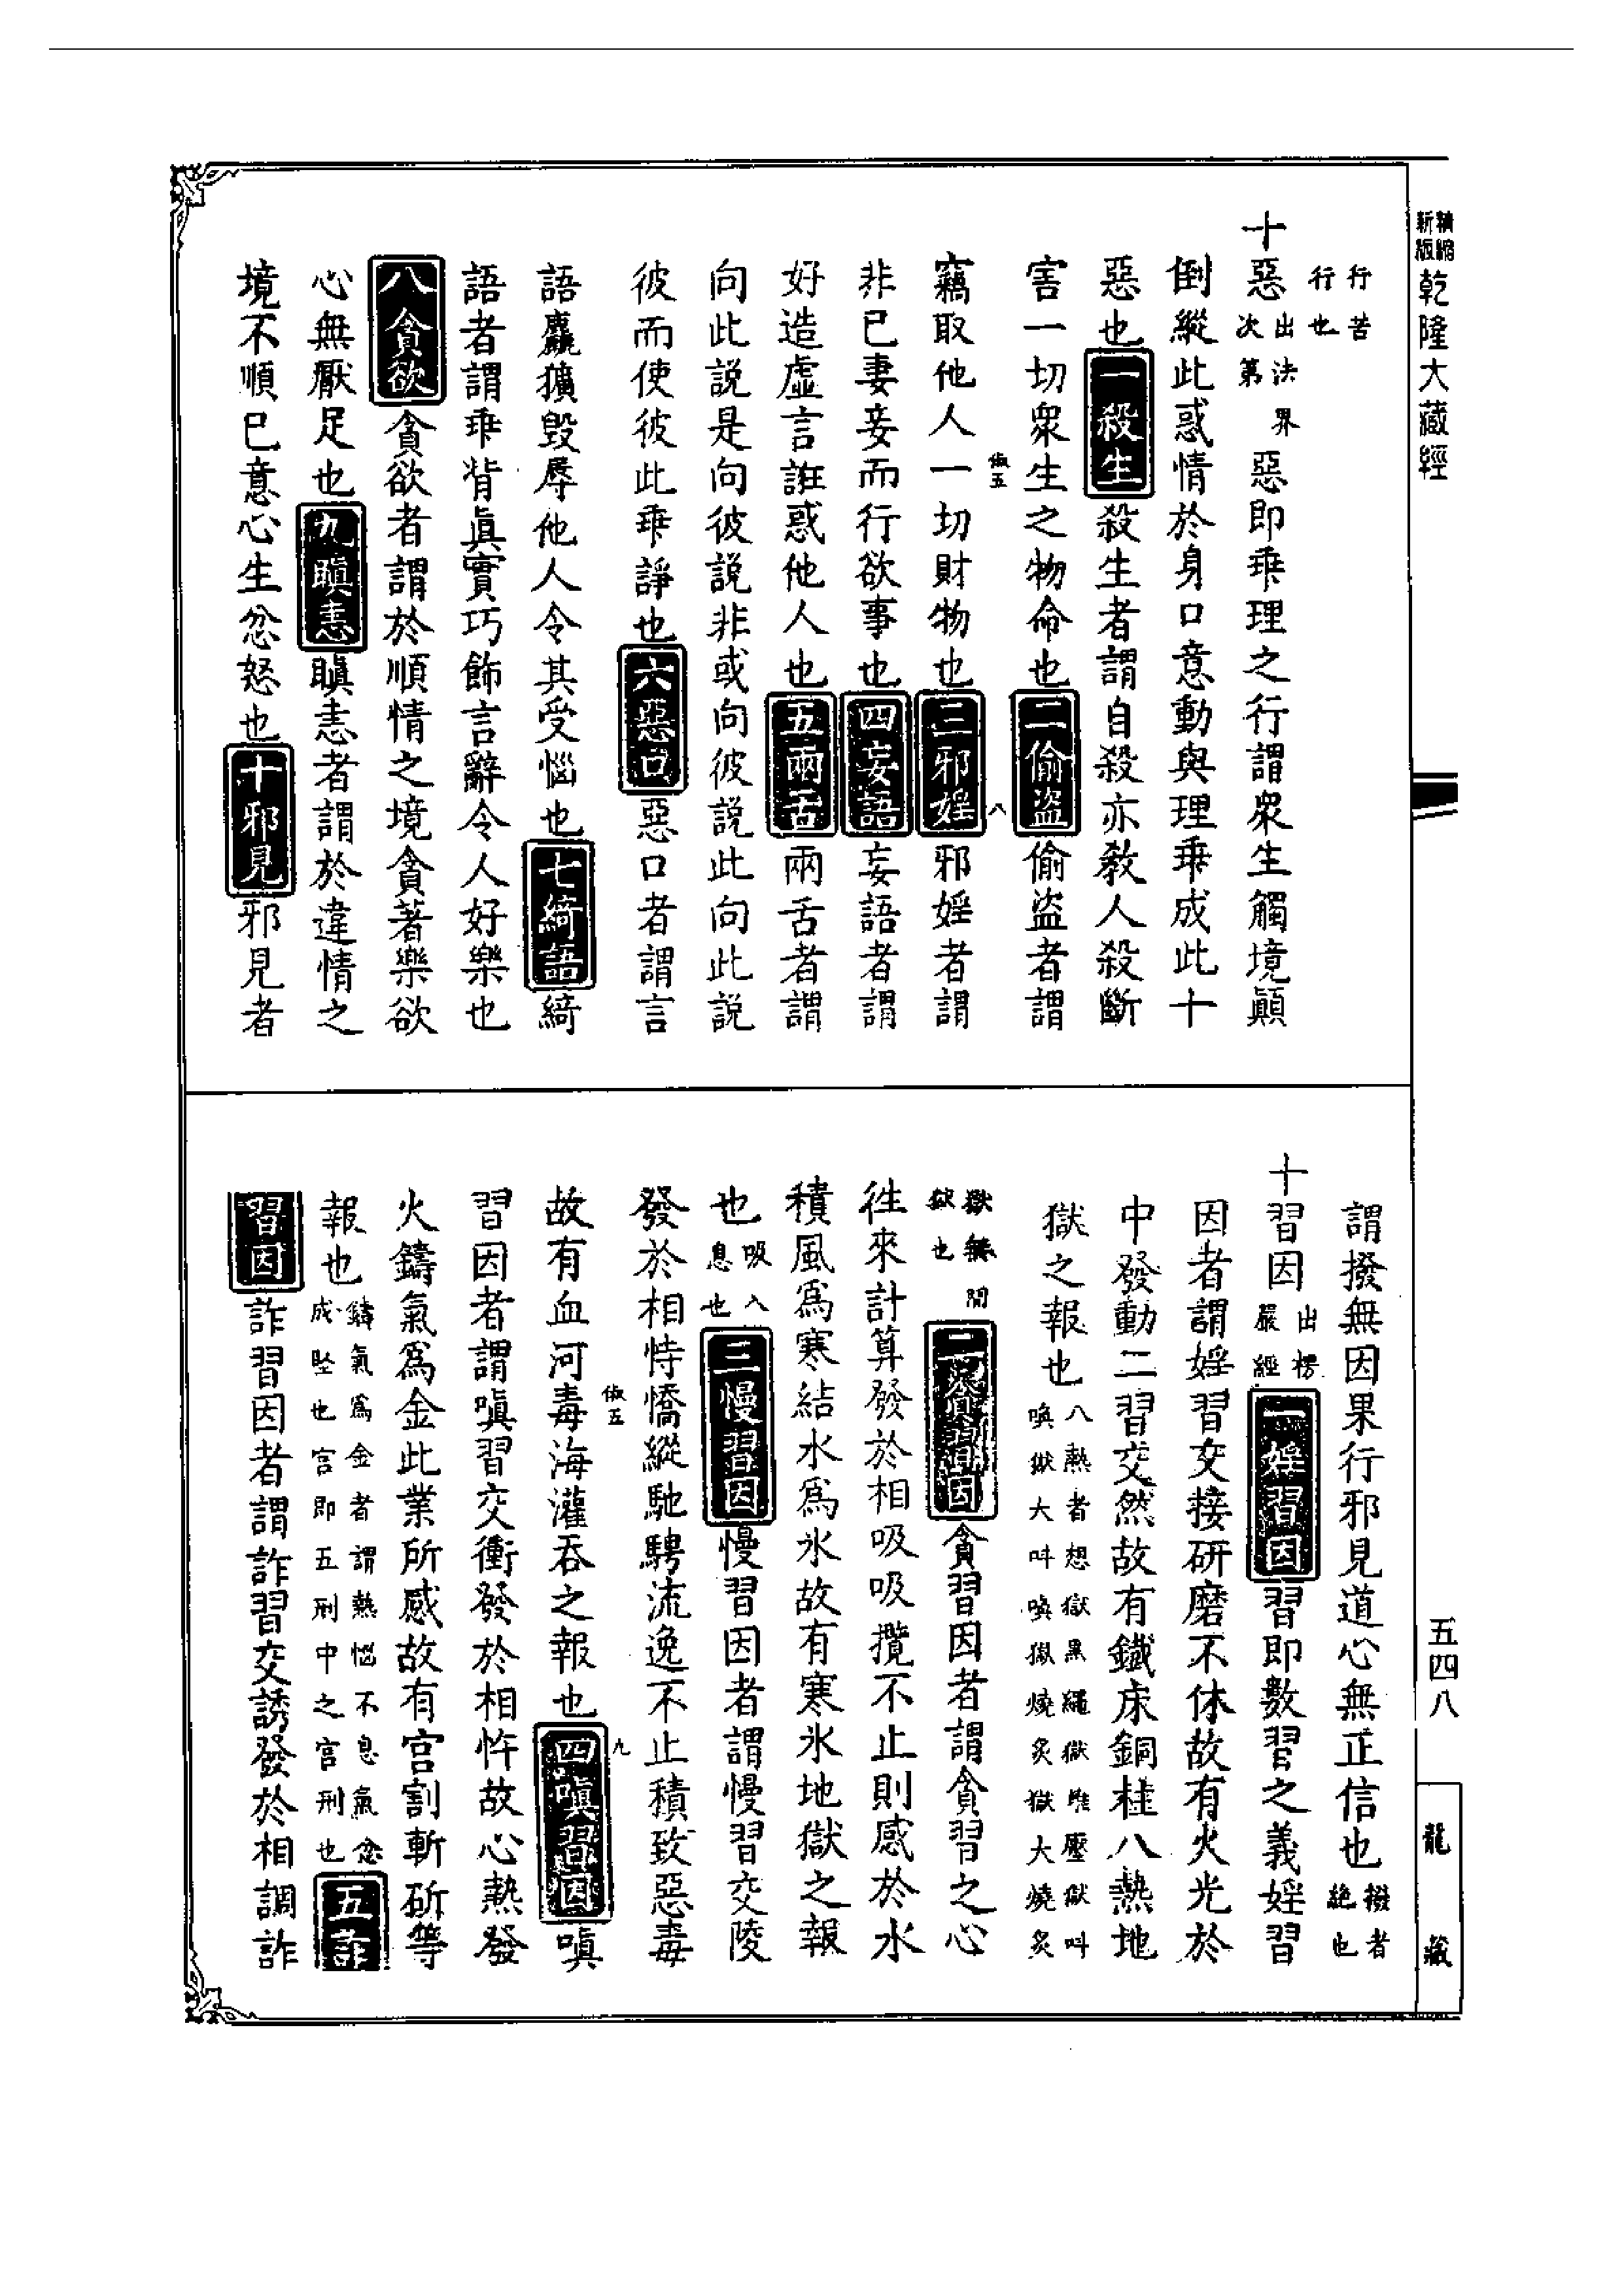 精縮新版乾隆大藏經
行苦行也
十惡出法界次第惡即乖理之行謂衆生觸境顚
倒縱此惑情於身口意動與理乖成此十
惡也一殺生殺生者謂自殺亦敎人殺斷
害一切衆生之物命也二偷盜偷盜者謂
竊取他人一切財物也三邪婬邪婬者謂
非已妻妾而行欲事也四妄語妄語者謂
好造虛言誑惑他人也五兩舌兩舌者謂
向此説是向彼説非或向彼説此向此説
彼而使彼此乖諍也六惡口惡口者謂言
語麤獷毀辱他人令其受惱也七綺語綺
語者謂乖背眞實巧飾言辭令人好樂也
八貪欲貪欲者謂於順情之境貪著樂欲
心無厭足也九瞋恚瞋恚者謂於違情之
境不順已意心生忿怒也十邪見邪見者
謂撥無因果行邪見道心無正信也撥者絶也
十習因出楞嚴經一婬習因習即數習之義婬習
因者謂婬習交接研磨不休故有火光於
中發動二習交然故有鐵床銅柱八熱地
獄之報也八熱者想獄黑繩獄堆壓獄叫喚獄大叫喚獄燒炙獄大燒炙
獄無間獄也二貪習因貪習因者謂貪習之心
徃來計算發於相吸吸攬不止則感於水
積風爲寒結水爲氷故有寒氷地獄之報
也吸入息也三慢習因慢習因者謂慢習交陵
發於相恃憍縱馳騁流逸不止積致惡毒
故有血河毒海灌吞之報也四嗔習因嗔
習因者謂嗔習交衝發於相忤故心熱發
火鑄氣爲金此業所感故有宫割斬斫等
報也鑄氣爲金者謂熱惱不息氣忿成堅也宫即五刑中之宫刑也五詐
習因詐習因者謂詐習交誘發於相調詐
俶五
八
俶五
九
五四八
龍藏